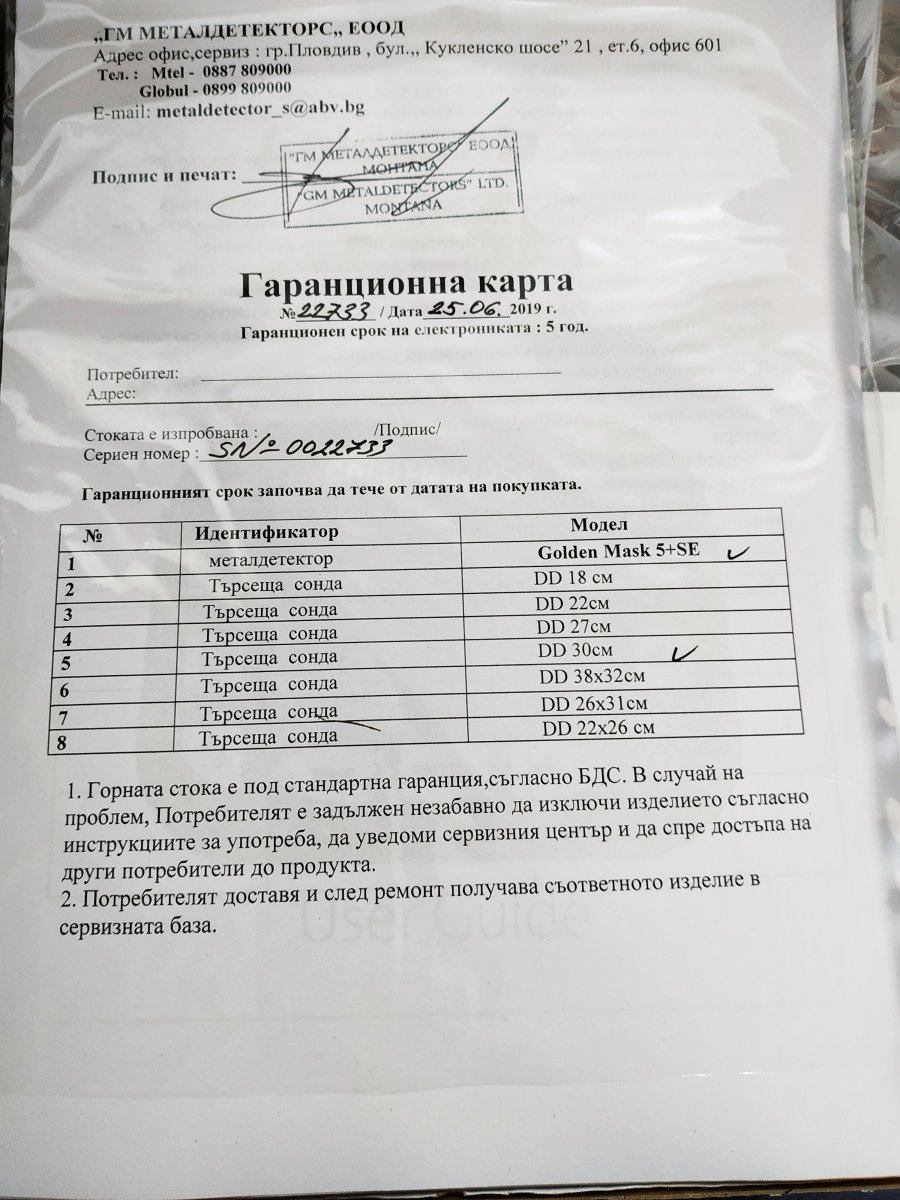 „ГМ МЕТАЛДЕТЕКТОРС„ ЕООД
Адрес офис,сервиз : гр.Пловдив , бул.„ Кукленско шосе” 21 , ет.6, офис 601
Тел. : Mtel - 0887 809000
Globul - 0899 809000
E-mail: metaldetector_s@abv.bg
Подпис и печат:
"ГМ МЕТАЛДЕТЕКТОРС" ЕООД
МОНТАНА
"GM METALDETECTORS" LTD.
MONTANA
Гаранционна карта
№ 22733 / Дата 25.06. 2019 г.
Гаранционен срок на електрониката : 5 год.
Потребител:
Адрес:
Стоката е изпробвана : /Подпис/
Сериен номер : SN° 0022733
Гаранционният срок започва да тече от датата на покупката.
№ Идентификатор Модел
1 металдетектор Golden Mask 5+SE ✓
2 Търсеща сонда DD 18 см
3 Търсеща сонда DD 22см
4 Търсеща сонда DD 27см
5 Търсеща сонда DD 30см ✓
6 Търсеща сонда DD 38х32см
7 Търсеща сонда DD 26х31см
8 Търсеща сонда DD 22х26 см
1. Горната стока е под стандартна гаранция,съгласно БДС. В случай на
проблем, Потребителят е задължен незабавно да изключи изделието съгласно
инструкциите за употреба, да уведоми сервизния център и да спре достъпа на
други потребители до продукта.
2. Потребителят доставя и след ремонт получава съответното изделие в
сервизната база.
User Guide